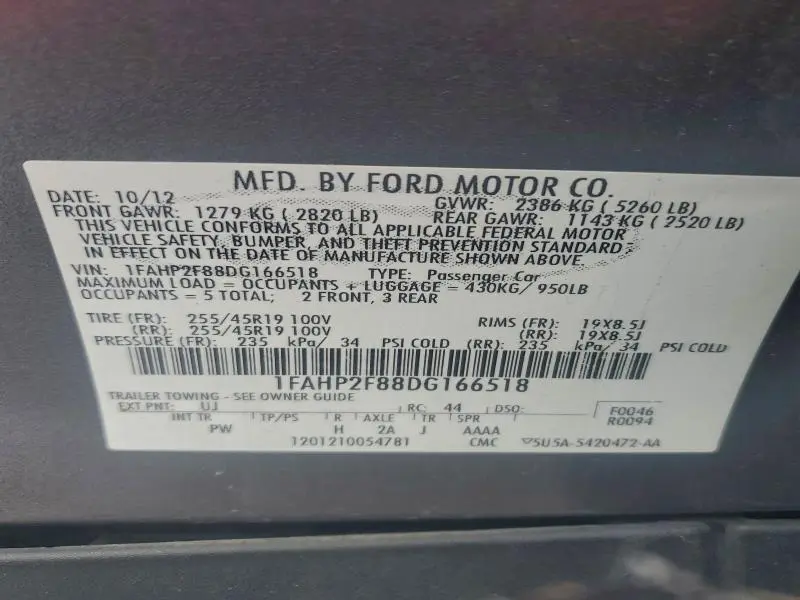 MFD. BY FORD MOTOR CO.
DATE: 10/12 GVWR: 2386 KG ( 5260 LB)
FRONT GAWR: 1279 KG ( 2820 LB) REAR GAWR: 1143 KG ( 2520 LB)
THIS VEHICLE CONFORMS TO ALL APPLICABLE FEDERAL MOTOR
VEHICLE SAFETY, BUMPER, AND THEFT PREVENTION STANDARD
IN EFFECT ON THE DATE OF MANUFACTURE SHOWN ABOVE.
VIN: 1FAHP2F88DG166518 TYPE: Passenger Car
MAXIMUM LOAD = OCCUPANTS + LUGGAGE = 430KG/ 950LB
OCCUPANTS = 5 TOTAL; 2 FRONT, 3 REAR
TIRE (FR): 255/45R19 100V RIMS (FR): 19X8.5J
(RR): 255/45R19 100V (RR): 19X8.5J
PRESSURE (FR): 235 kPa/ 34 PSI COLD (RR): 235 kPa/ 34 PSI COLD
1FAHP2F88DG166518
TRAILER TOWING - SEE OWNER GUIDE
EXT PNT: UJ RC: 44 DSO: F0046
INT TR TP/PS R AXLE TR SPR R0094
PW H 2A J AAAA
1201210054781 CMC 5U5A-5420472-AA